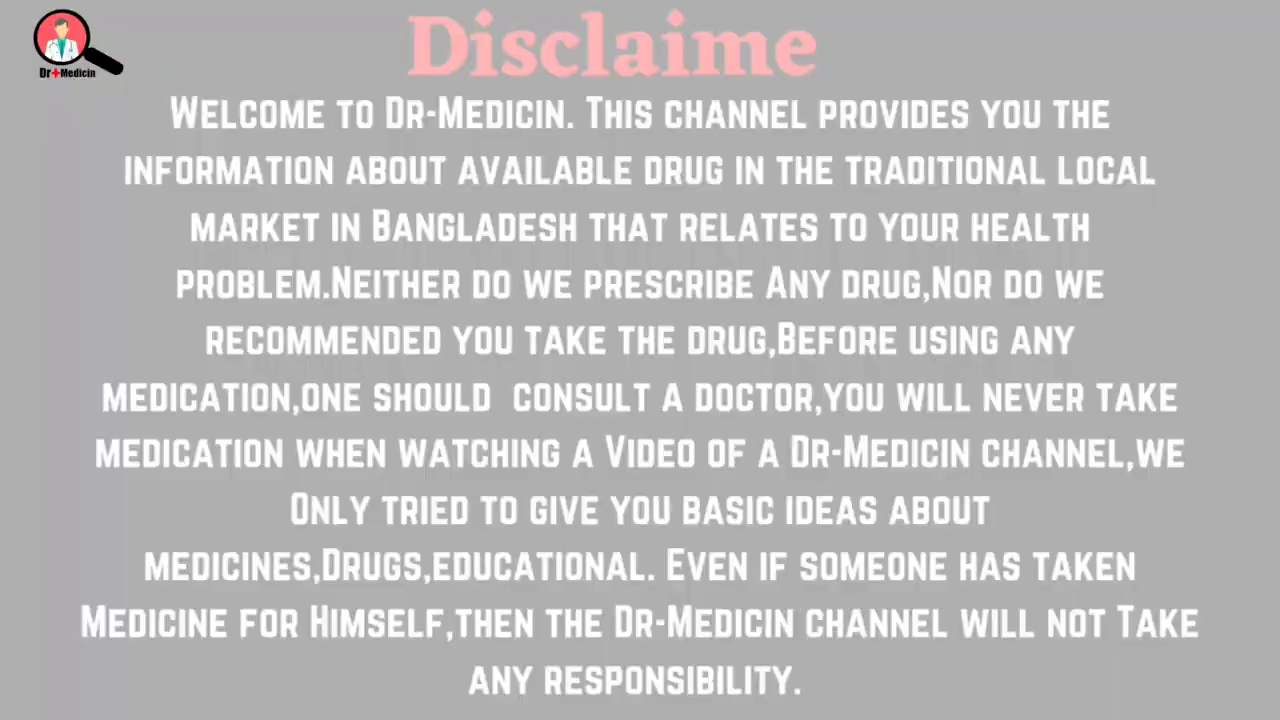 Dr+Medicin
Disclaime
Welcome to Dr-Medicin. This channel provides you the
information about available drug in the traditional local
market in Bangladesh that relates to your health
problem.Neither do we prescribe Any drug,Nor do we
recommended you take the drug,Before using any
medication,one should consult a doctor,you will never take
medication when watching a Video of a Dr-Medicin channel,we
Only tried to give you basic ideas about
medicines,Drugs,educational. Even if someone has taken
Medicine for Himself,then the Dr-Medicin channel will not Take
any responsibility.